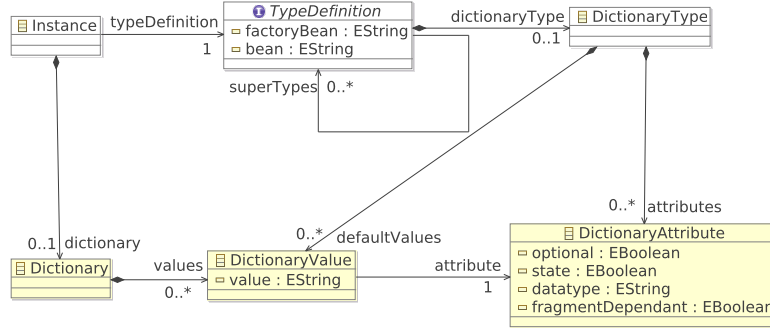 Instance
typeDefinition
1
TypeDefinition
factoryBean : EString
bean : EString
dictionaryType
0..1
DictionaryType
superTypes 0..*
0..1 dictionary
0..* defaultValues
0..* attributes
Dictionary
values
0..*
DictionaryValue
value : EString
attribute
1
DictionaryAttribute
optional : EBoolean
state : EBoolean
datatype : EString
fragmentDependant : EBoolean